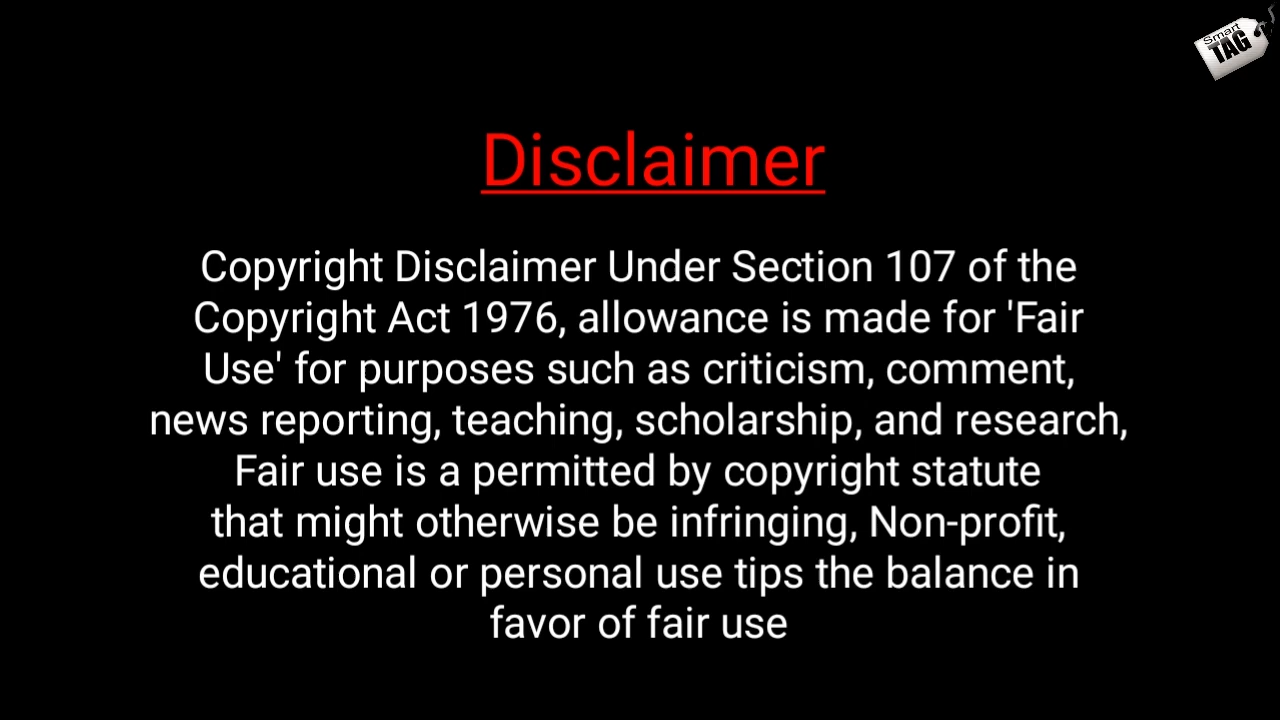 Smart
TAG
Disclaimer
Copyright Disclaimer Under Section 107 of the
Copyright Act 1976, allowance is made for 'Fair
Use' for purposes such as criticism, comment,
news reporting, teaching, scholarship, and research,
Fair use is a permitted by copyright statute
that might otherwise be infringing, Non-profit,
educational or personal use tips the balance in
favor of fair use